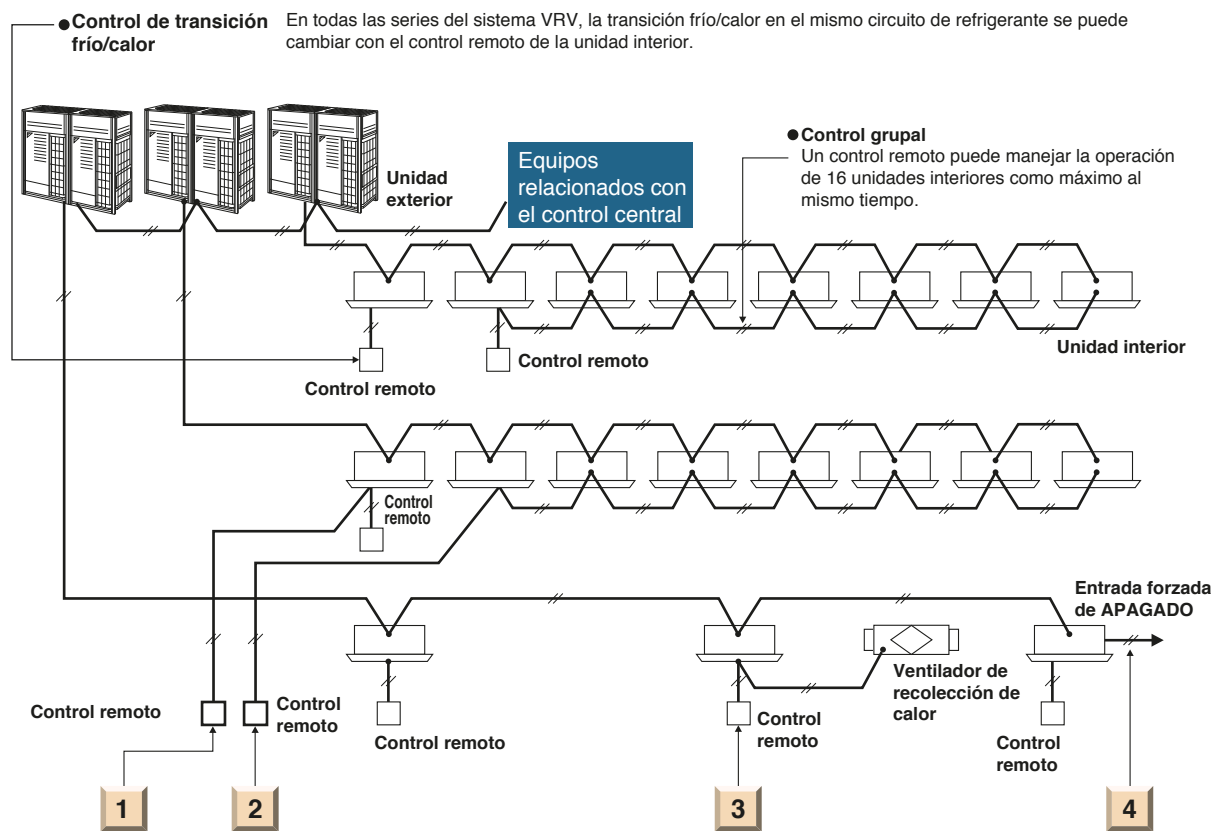 Control de transición
frío/calor
En todas las series del sistema VRV, la transición frío/calor en el mismo circuito de refrigerante se puede
cambiar con el control remoto de la unidad interior.
Control grupal
Un control remoto puede manejar la operación
de 16 unidades interiores como máximo al
mismo tiempo.
Unidad
exterior
Equipos
relacionados con
el control central
Unidad interior
Control remoto
Control remoto
Control
remoto
Entrada forzada
de APAGADO
Ventilador de
recolección de
calor
Control remoto
Control
remoto
Control remoto
Control
remoto
Control
remoto
1
2
3
4